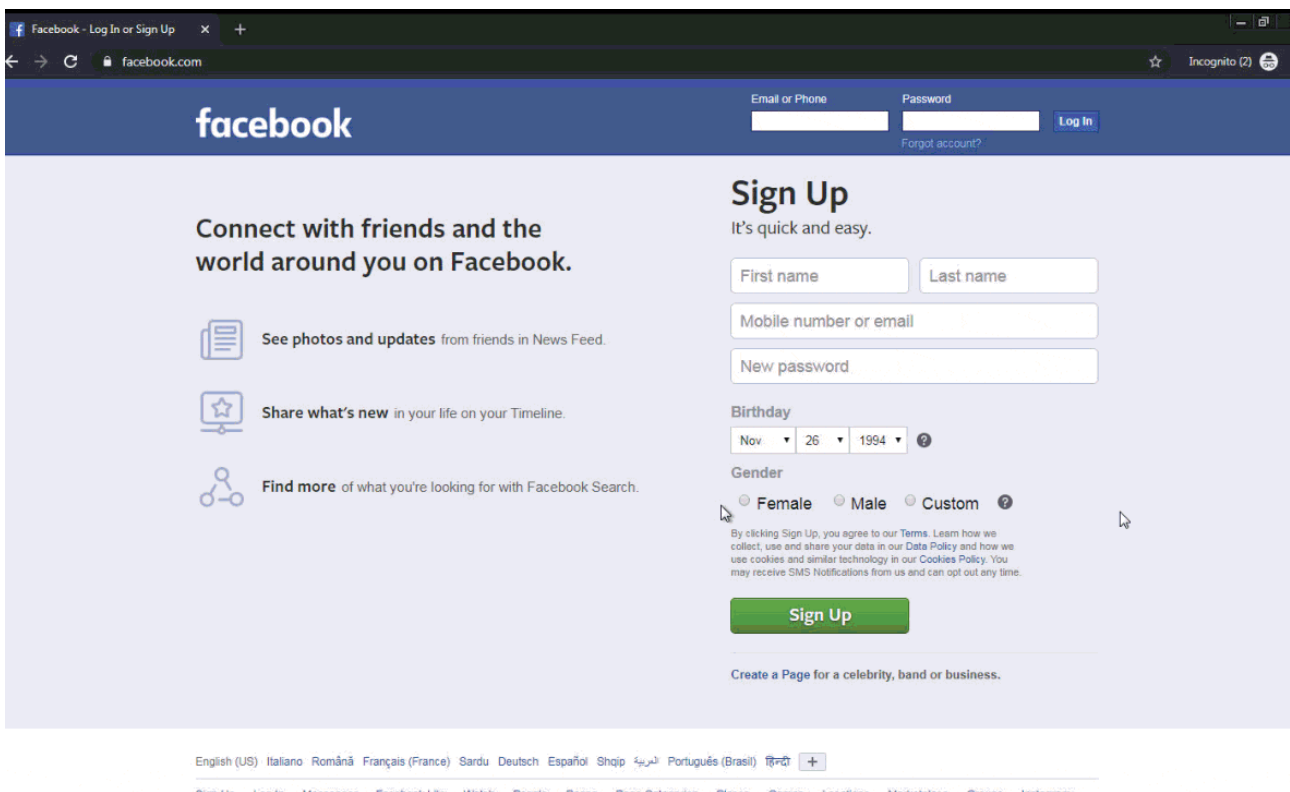 Facebook - Log In or Sign Up
facebook.com
Incognito (2)
facebook
Email or Phone
Password
Log In
Forgot account?
Connect with friends and the
world around you on Facebook.
See photos and updates from friends in News Feed.
Share what's new in your life on your Timeline.
Find more of what you're looking for with Facebook Search.
Sign Up
It's quick and easy.
First name
Last name
Mobile number or email
New password
Birthday
Nov 26 1994
Gender
Female Male Custom
By clicking Sign Up, you agree to our Terms. Learn how we
collect, use and share your data in our Data Policy and how we
use cookies and similar technology in our Cookies Policy. You
may receive SMS Notifications from us and can opt out any time.
Sign Up
Create a Page for a celebrity, band or business.
English (US) Italiano Română Français (France) Sardu Deutsch Español Shqip العربية Português (Brasil) हिन्दी